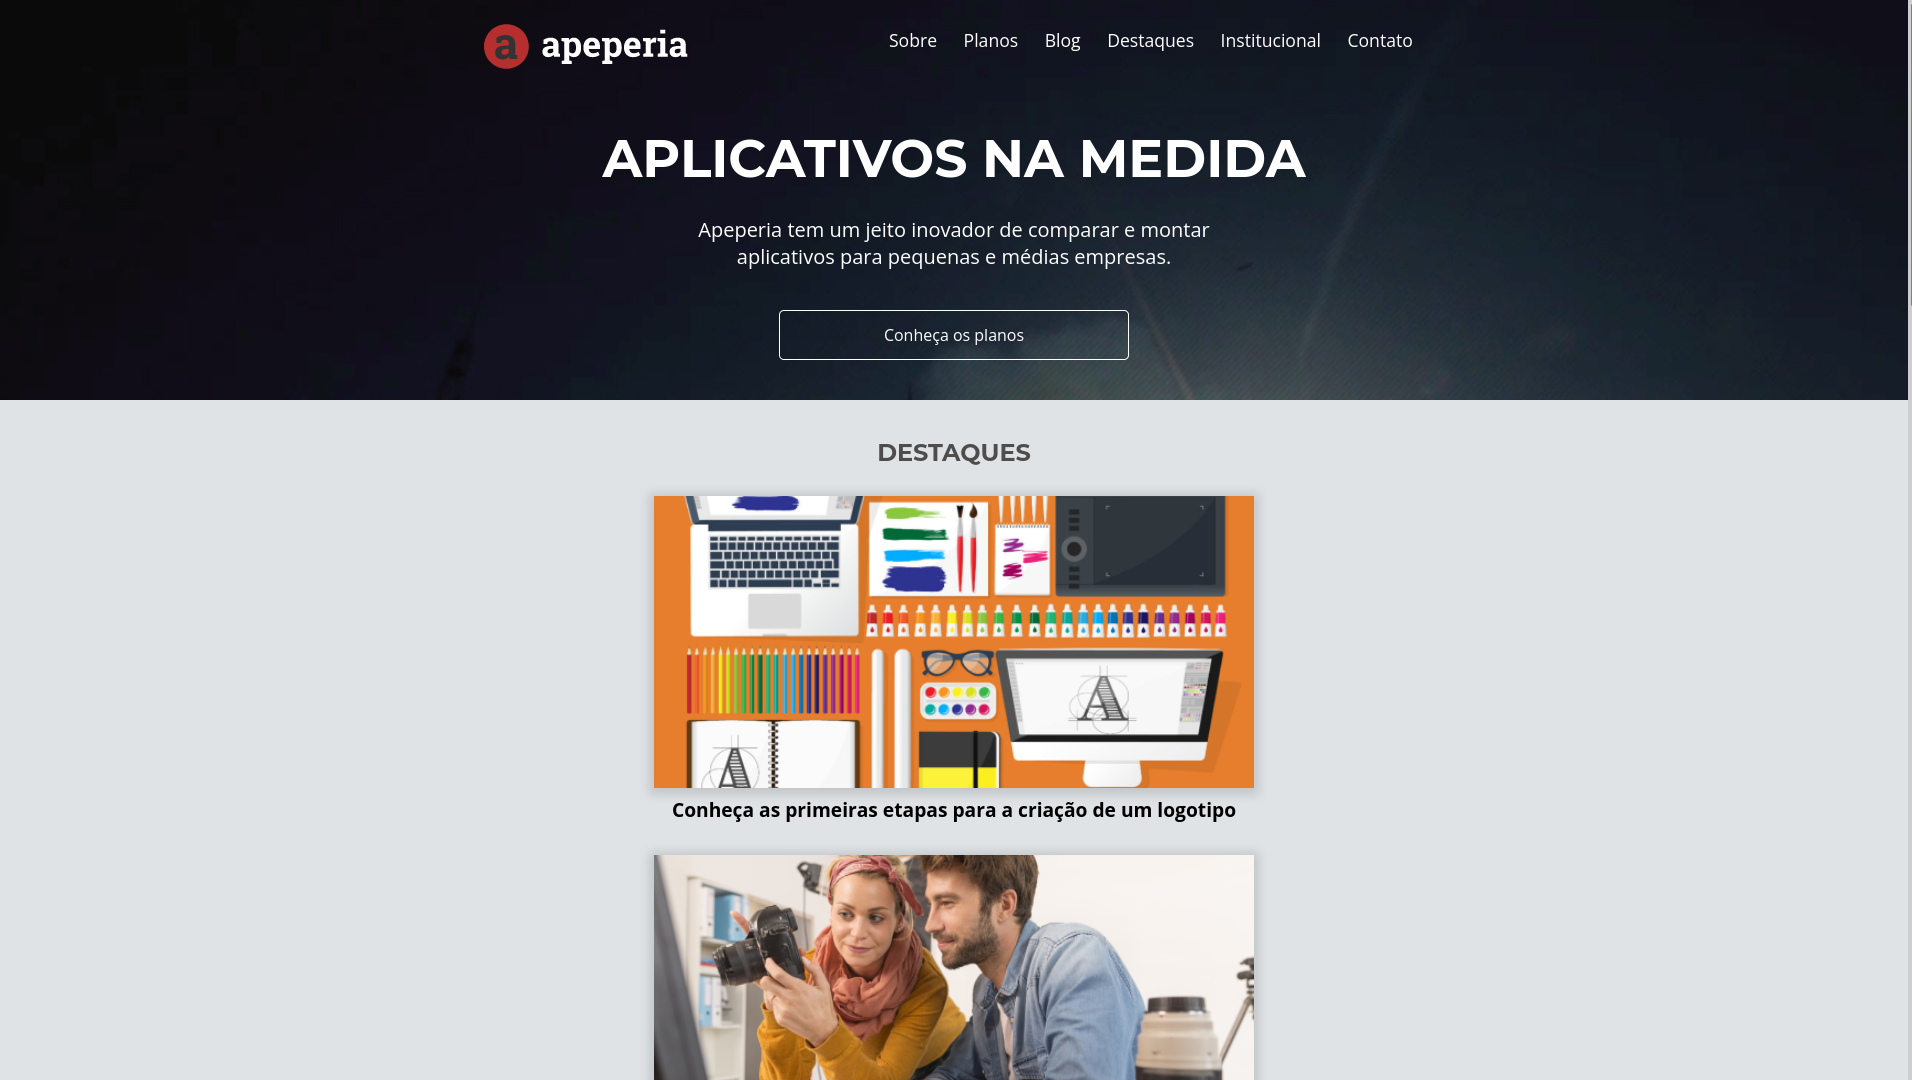 a apeperia
Sobre Planos Blog Destaques Institucional Contato
APLICATIVOS NA MEDIDA
Apeperia tem um jeito inovador de comparar e montar
aplicativos para pequenas e médias empresas.
Conheça os planos
DESTAQUES
A
A
Conheça as primeiras etapas para a criação de um logotipo